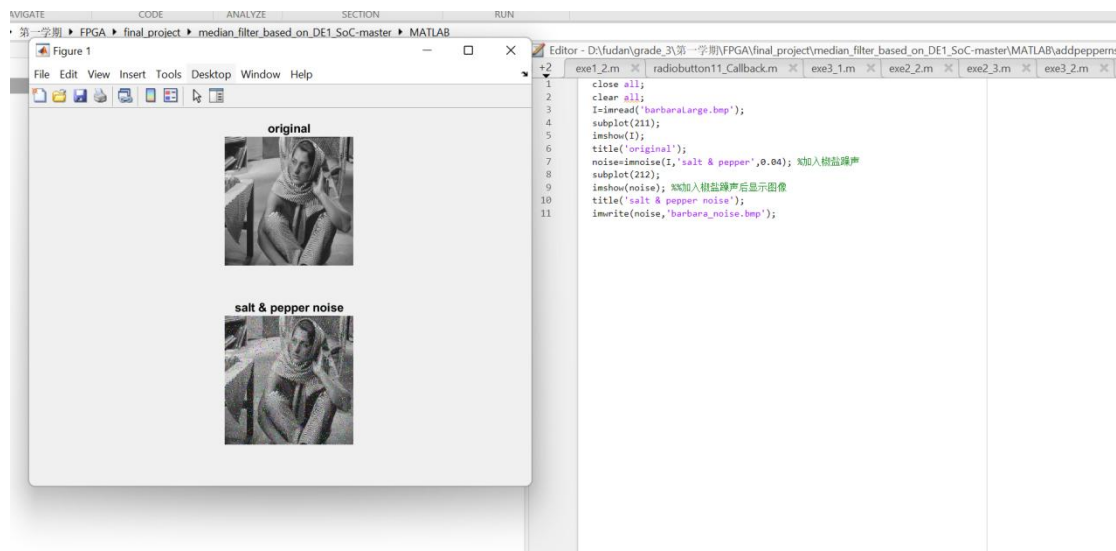 AVIGATE CODE ANALYZE SECTION RUN
第一学期 FPGA final_project median_filter_based_on_DE1_SoC-master MATLAB
Figure 1
File Edit View Insert Tools Desktop Window Help
original
salt & pepper noise
Editor - D:\fudan\grade_3\第一学期\FPGA\final_project\median_filter_based_on_DE1_SoC-master\MATLAB\addpepperns
+2 exe1_2.m radiobutton11_Callback.m exe3_1.m exe2_2.m exe2_3.m exe3_2.m
1 close all;
2 clear all;
3 I=imread('barbaraLarge.bmp');
4 subplot(211);
5 imshow(I);
6 title('original');
7 noise=imnoise(I,'salt & pepper',0.04); %加入椒盐躁声
8 subplot(212);
9 imshow(noise); %%加入椒盐躁声后显示图像
10 title('salt & pepper noise');
11 imwrite(noise,'barbara_noise.bmp');